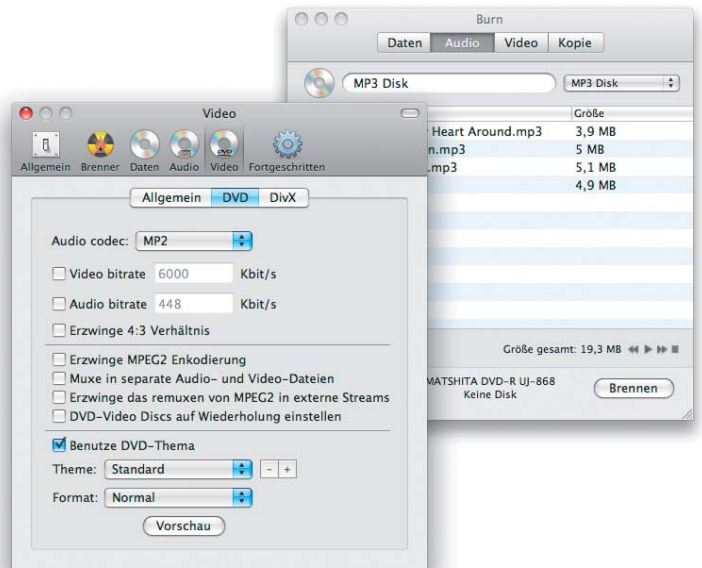 Burn
Daten Audio Video Kopie
MP3 Disk MP3 Disk
Größe
Heart Around.mp3 3,9 MB
n.mp3 5 MB
.mp3 5,1 MB
4,9 MB
Größe gesamt: 19,3 MB
MATSHITA DVD-R UJ-868
Keine Disk
Brennen
Video
Allgemein Brenner Daten Audio Video Fortgeschritten
Allgemein DVD DivX
Audio codec: MP2
Video bitrate 6000 Kbit/s
Audio bitrate 448 Kbit/s
Erzwinge 4:3 Verhältnis
Erzwinge MPEG2 Enkodierung
Muxe in separate Audio- und Video-Dateien
Erzwinge das remuxen von MPEG2 in externe Streams
DVD-Video Discs auf Wiederholung einstellen
Benutze DVD-Thema
Theme: Standard - +
Format: Normal
Vorschau